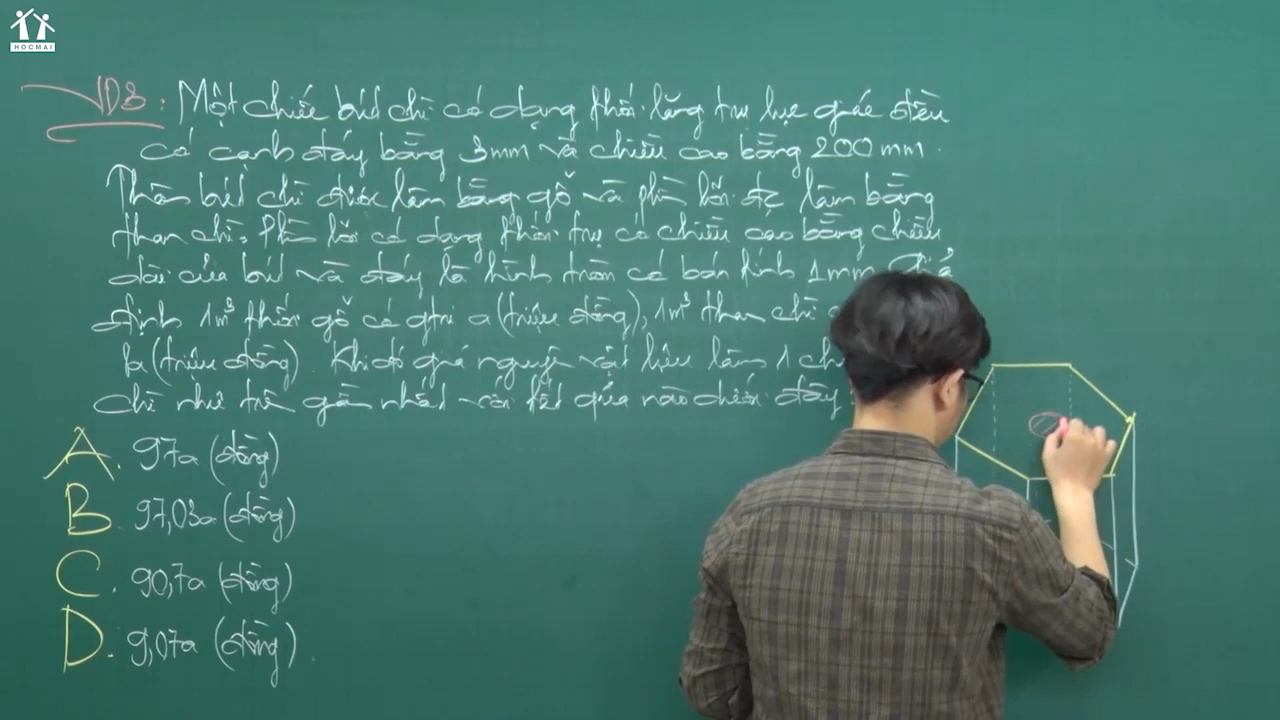 HOCMAI
VD8: Một chiếc bút chì có dạng khối lăng trụ lục giác đều
có cạnh đáy bằng 3mm và chiều cao bằng 200mm.
Thân bút chì được làm bằng gỗ và phần lõi đc làm bằng
than chì. Phần lõi có dạng khối trụ có chiều cao bằng chiều
dài của bút và đáy là hình tròn có bán kính 1mm. Giả
định 1m³ khối gỗ có gtrị a (triệu đồng), 1m³ than chì
(triệu đồng). Khi đó giá nguyên vật liệu làm 1
chì như trên gần nhất với kết quả nào dưới đây
A. 97a (đồng)
B. 97,03a (đồng)
C. 90,7a (đồng)
D. 9,07a (đồng).